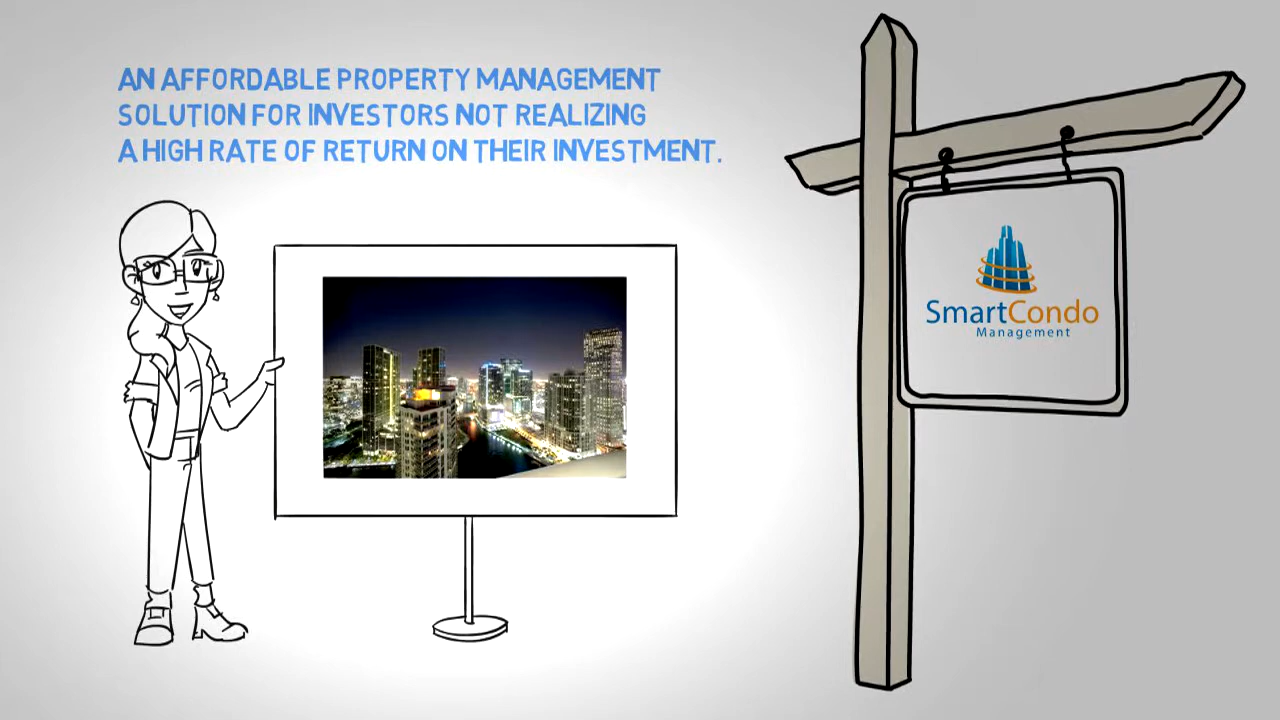 AN AFFORDABLE PROPERTY MANAGEMENT
SOLUTION FOR INVESTORS NOT REALIZING
A HIGH RATE OF RETURN ON THEIR INVESTMENT.
SmartCondo
Management